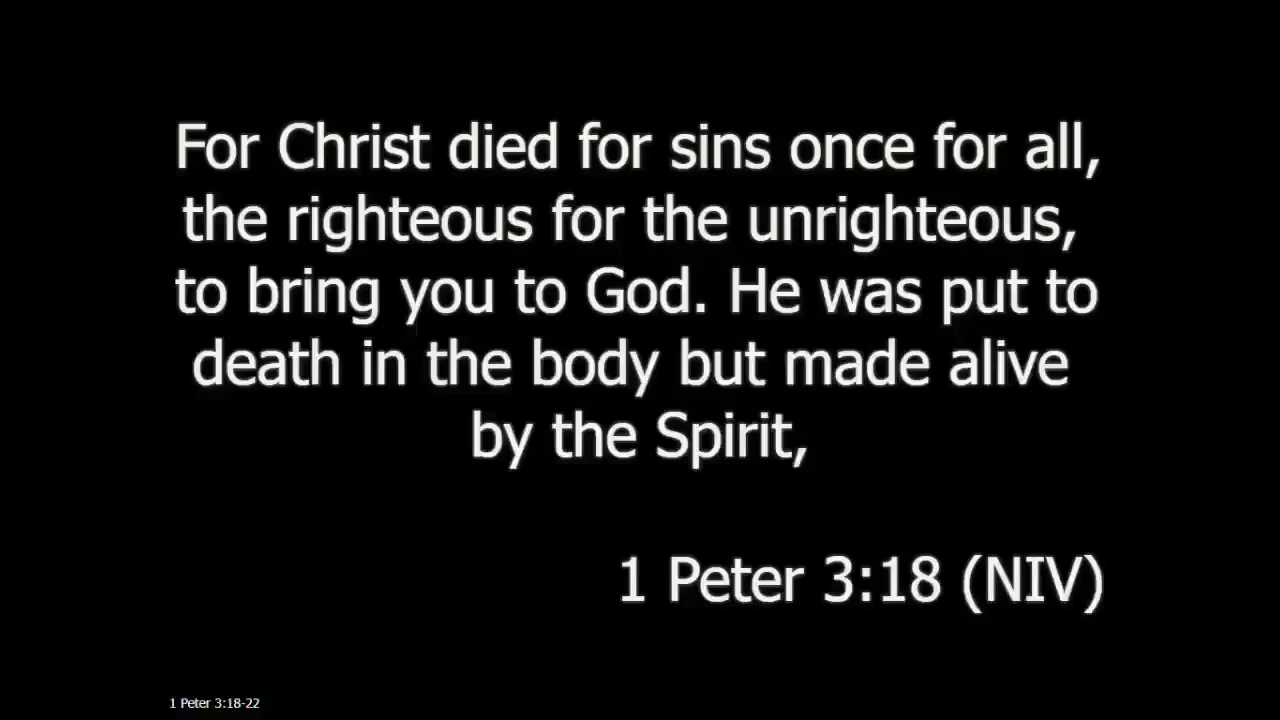 For Christ died for sins once for all,
the righteous for the unrighteous,
to bring you to God. He was put to
death in the body but made alive
by the Spirit,
1 Peter 3:18 (NIV)
1 Peter 3:18-22